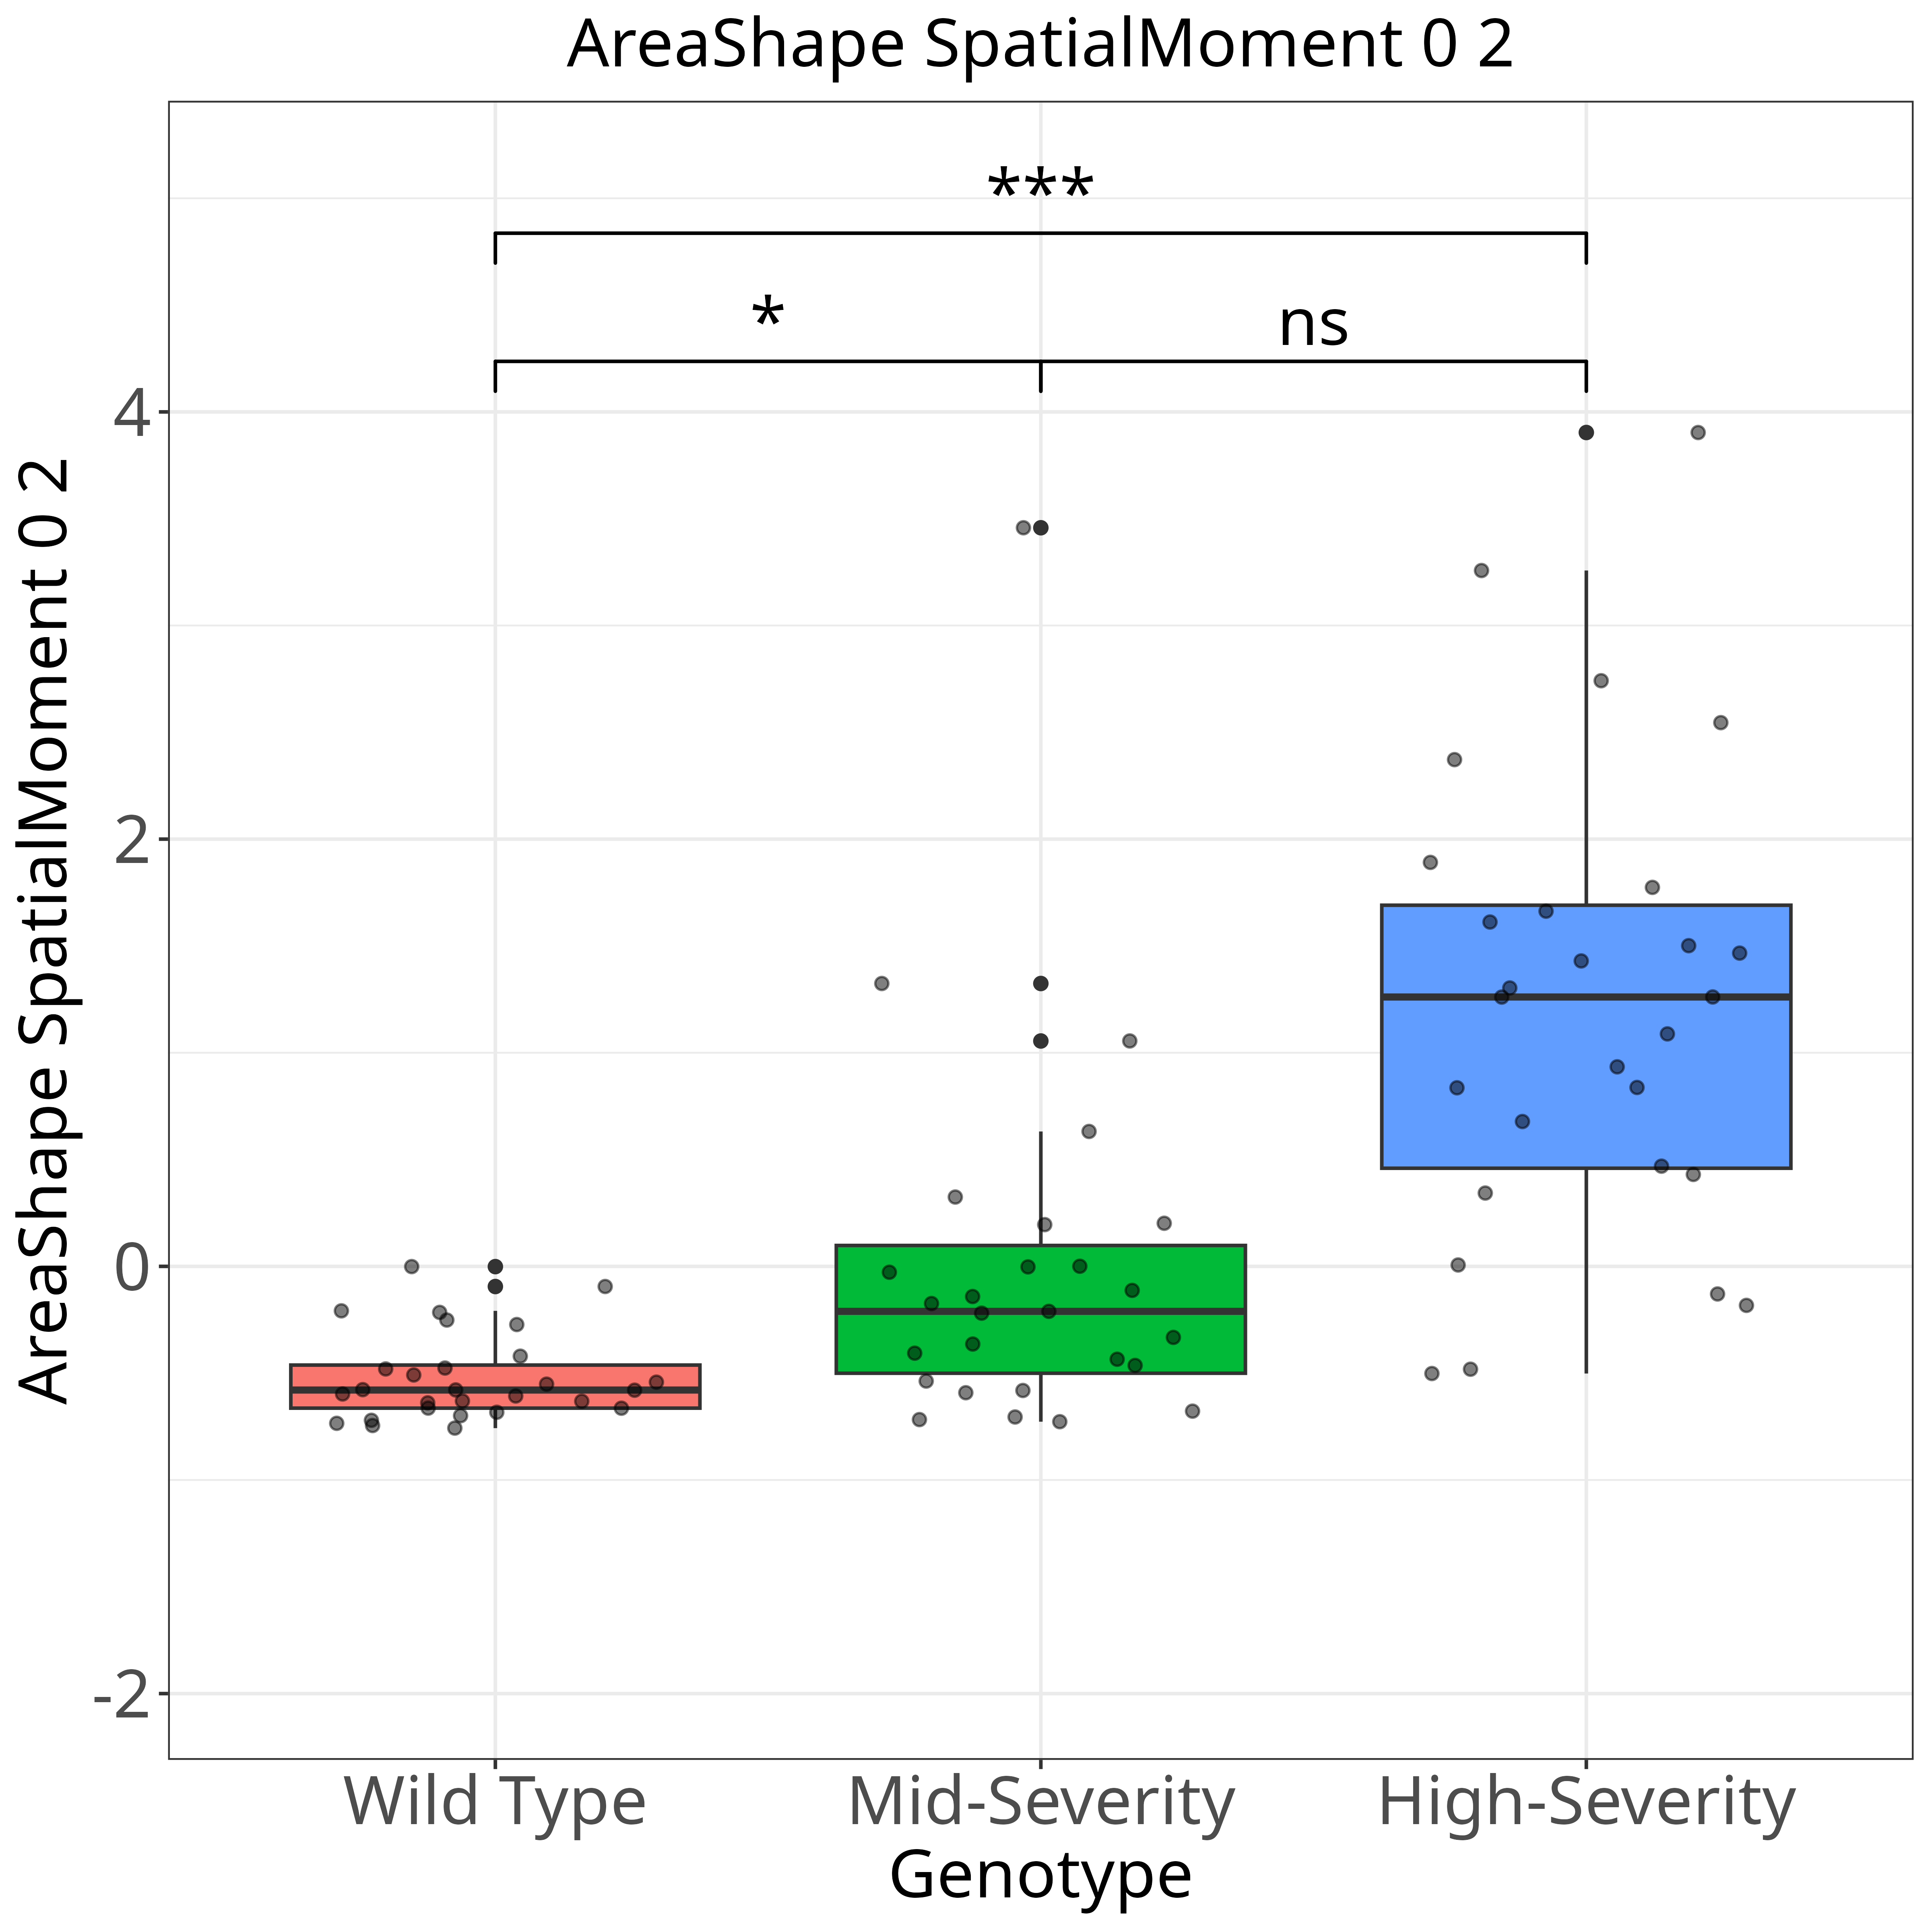 AreaShape SpatialMoment 0 2
***
*
ns
AreaShape SpatialMoment 0 2
4
2
0
-2
Wild Type
Mid-Severity
High-Severity
Genotype